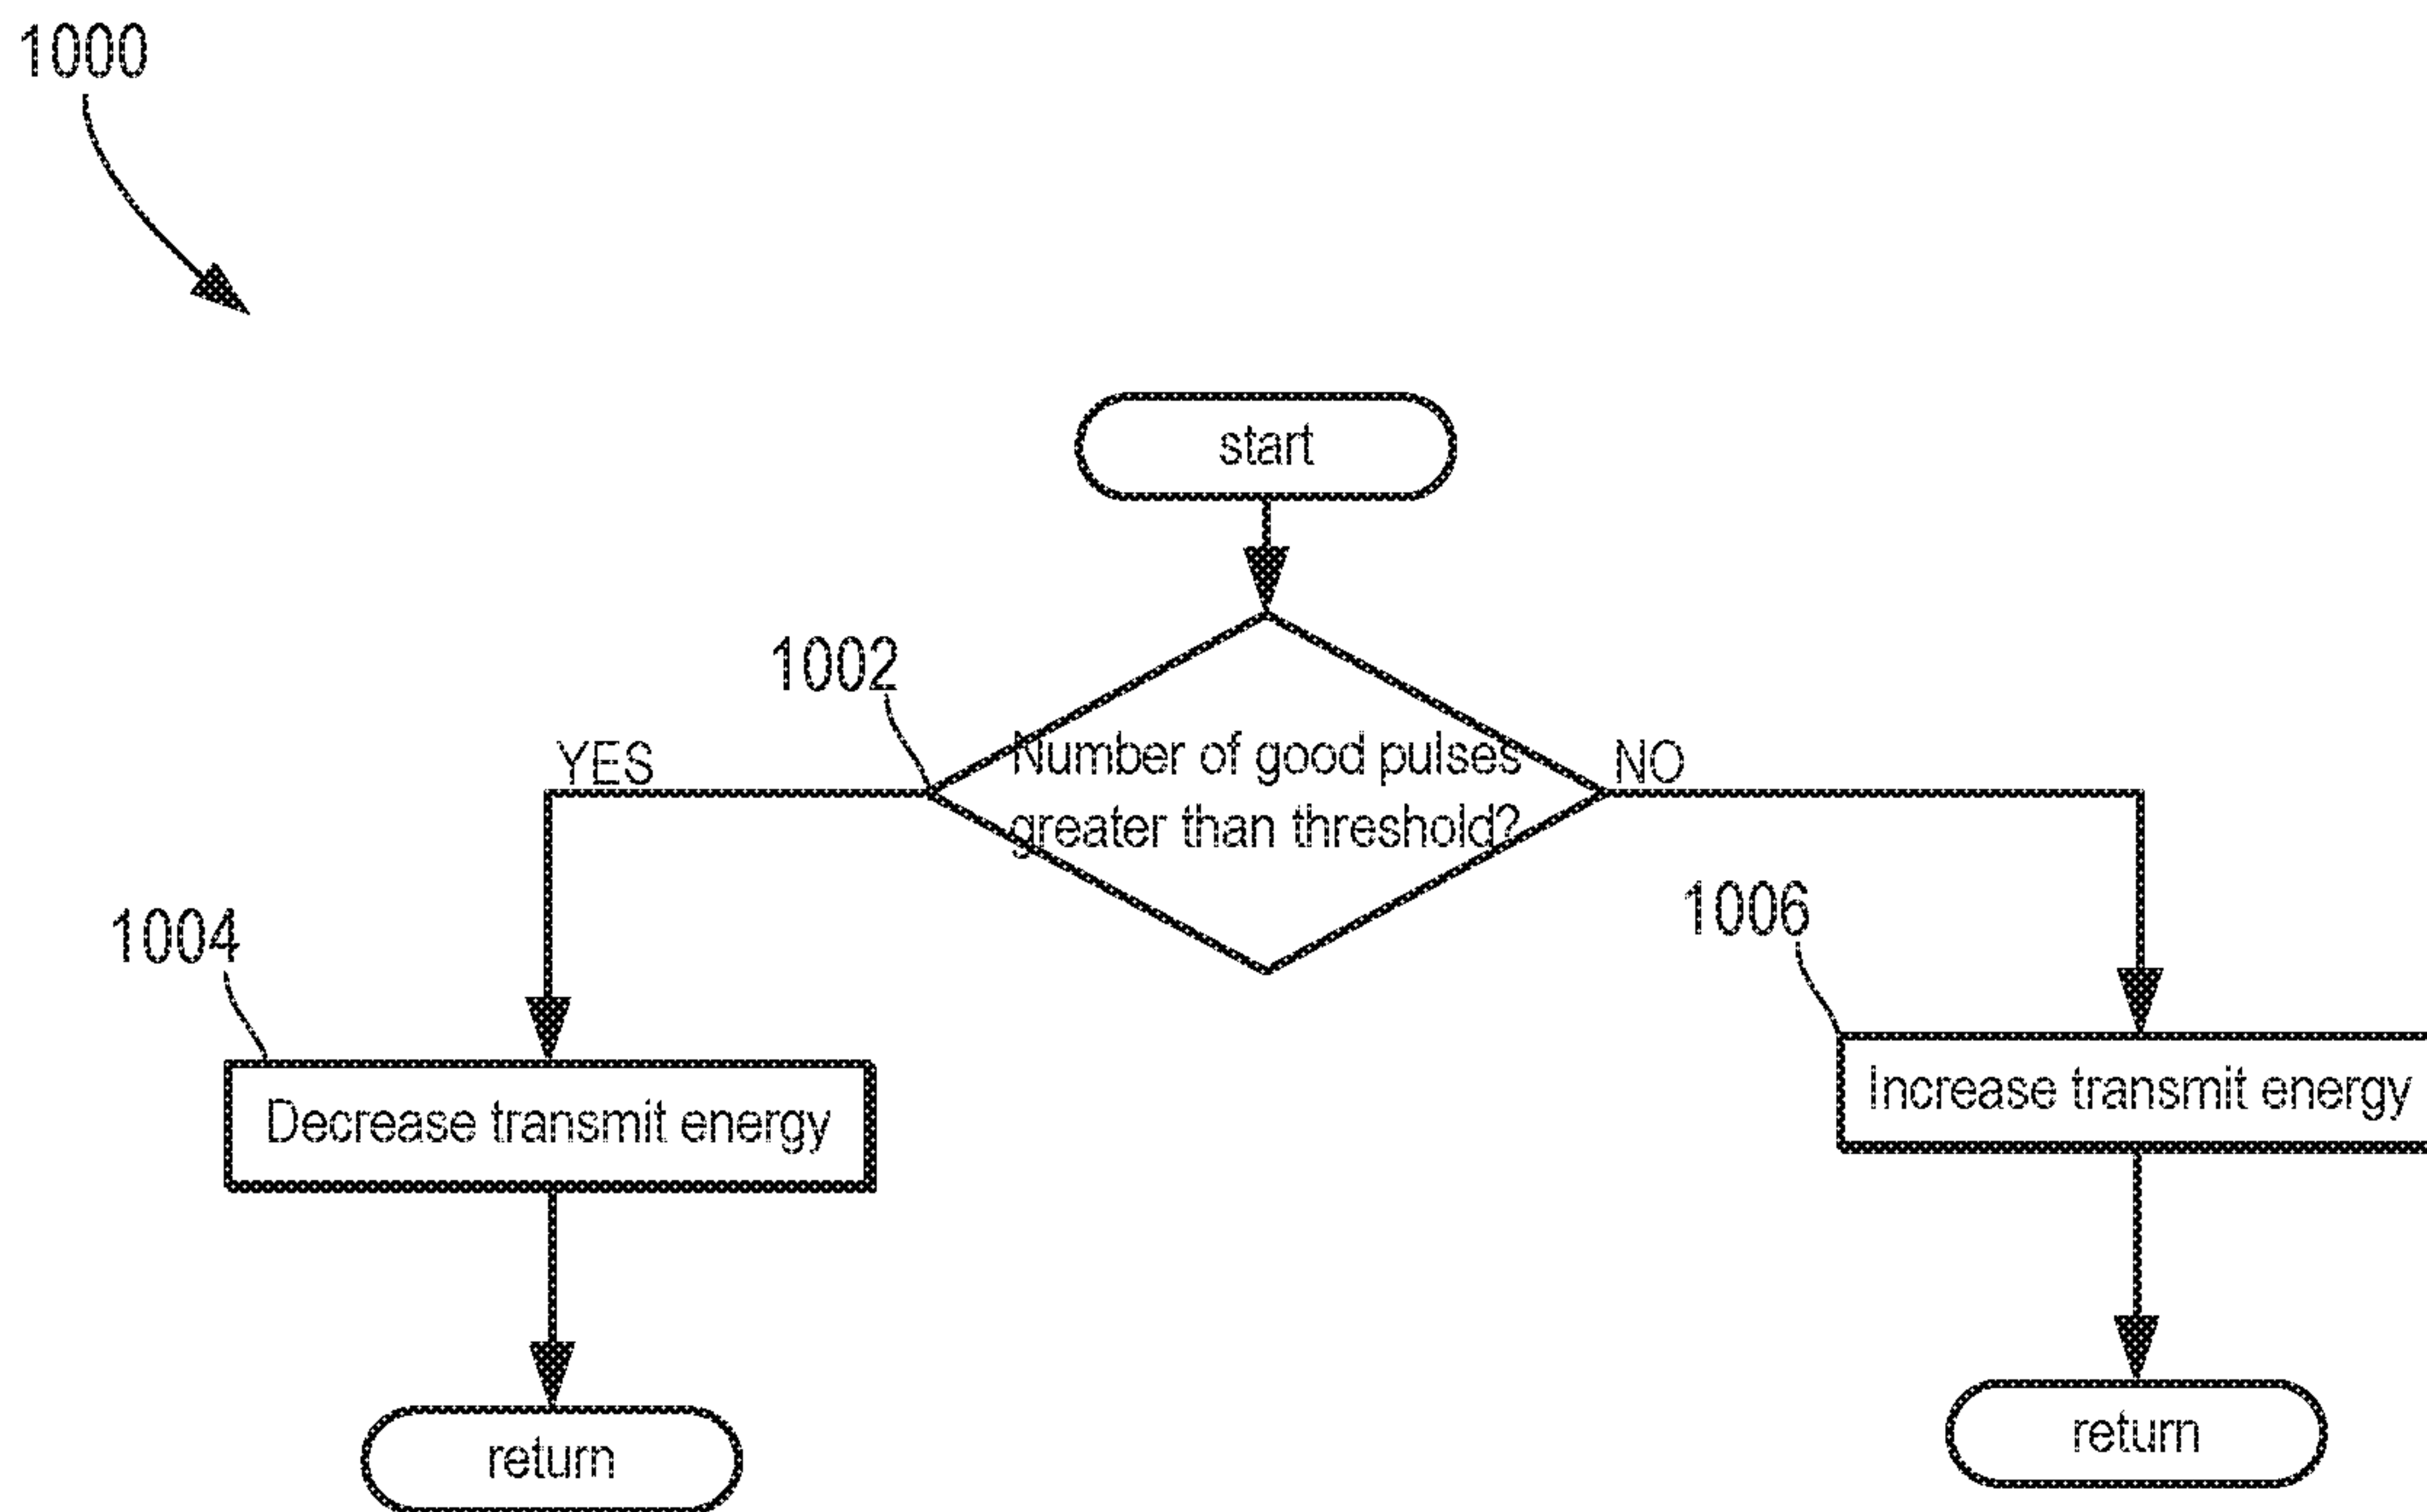 1000
start
1002
YES
Number of good pulses
greater than threshold?
NO
1004
1006
Decrease transmit energy
Increase transmit energy
return
return